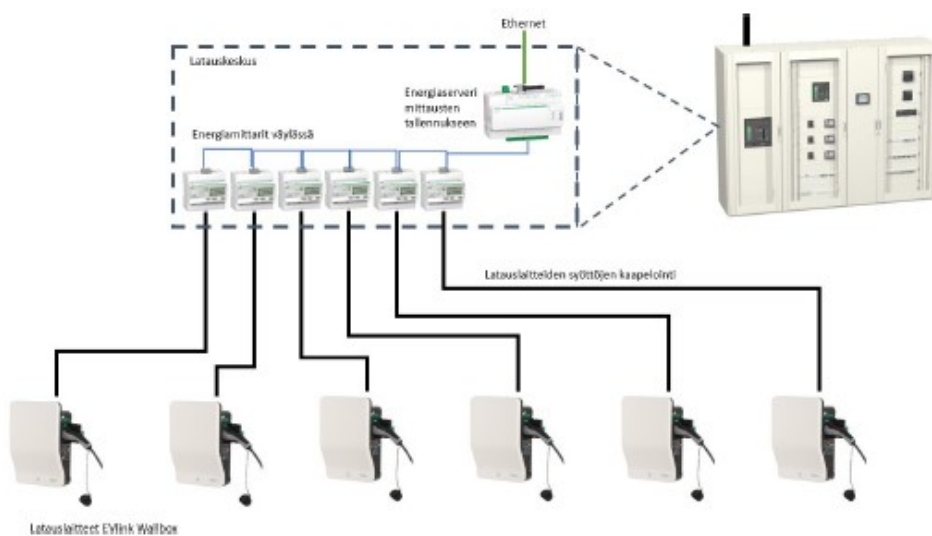 Ethernet
Latauskeskus
Energiaserveri
mittausten
tallennukseen
Energiamittarit väylässä
Latauslaitteiden syöttöjen kaapelointi
Latauslaitteet EVlink Wallbox